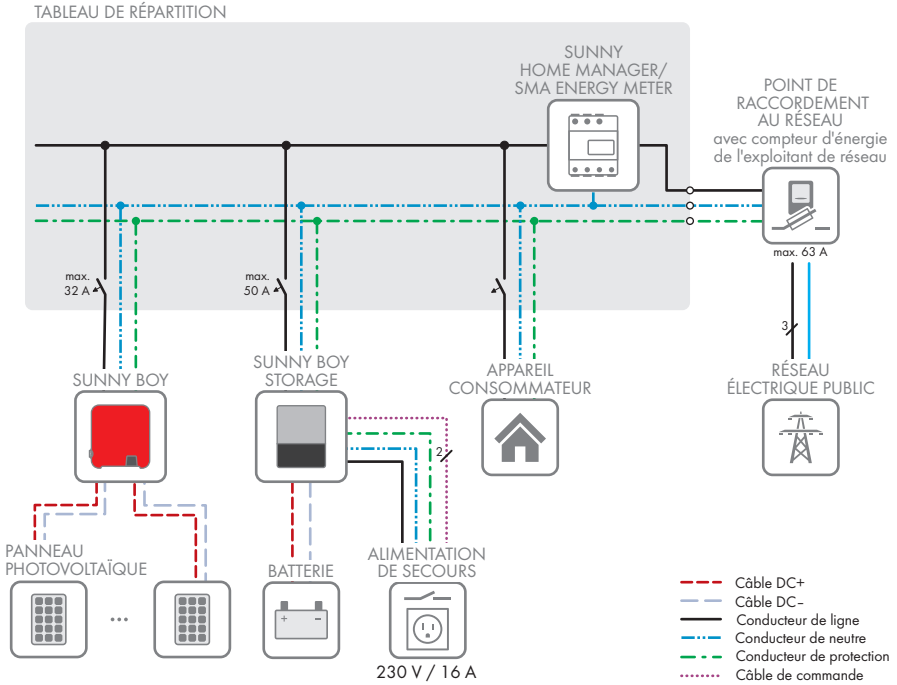 TABLEAU DE RÉPARTITION
SUNNY
HOME MANAGER/
SMA ENERGY METER
POINT DE
RACCORDEMENT
AU RÉSEAU
avec compteur d'énergie
de l'exploitant de réseau
max. 63 A
max.
32 A
max.
50 A
3
SUNNY BOY
SUNNY BOY
STORAGE
APPAREIL
CONSOMMATEUR
RÉSEAU
ÉLECTRIQUE PUBLIC
2
PANNEAU
PHOTOVOLTAÏQUE
...
BATTERIE
+ −
ALIMENTATION
DE SECOURS
230 V / 16 A
Câble DC+
Câble DC−
Conducteur de ligne
Conducteur de neutre
Conducteur de protection
Câble de commande